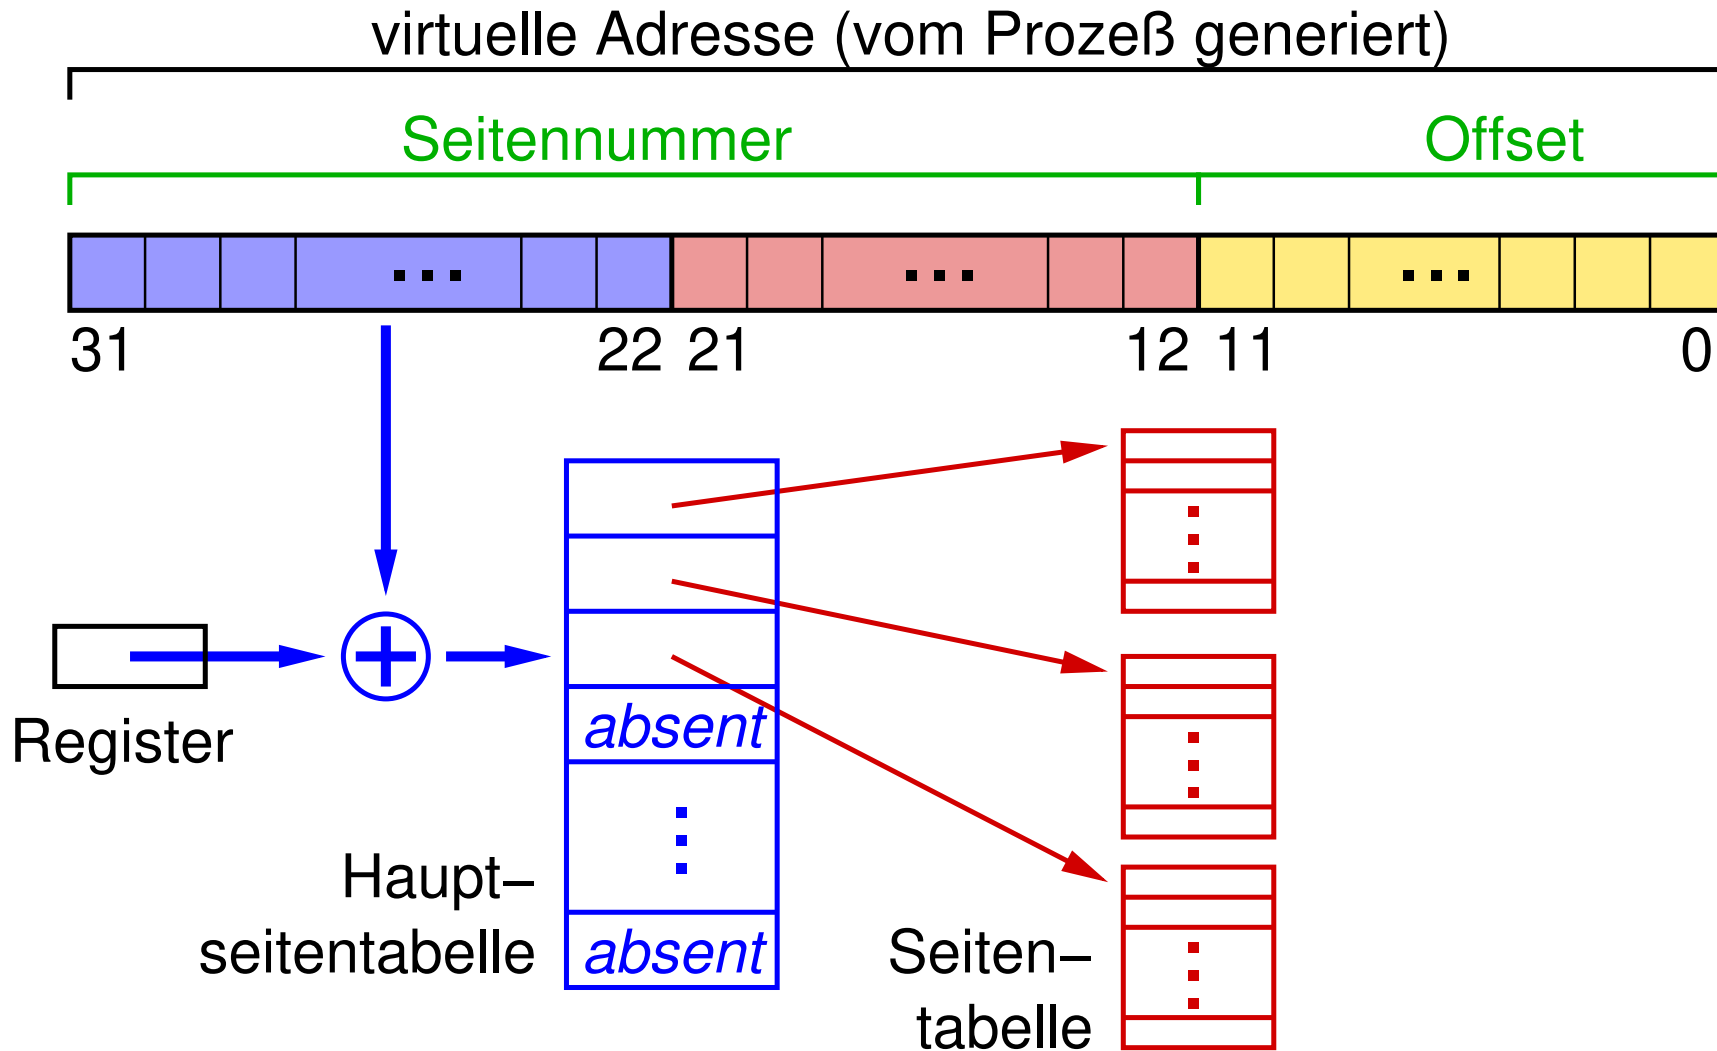 virtuelle Adresse (vom Prozeß generiert)
Seitennummer Offset
31 22 21 12 11 0
Register
absent
Haupt–
seitentabelle
absent
Seiten–
tabelle